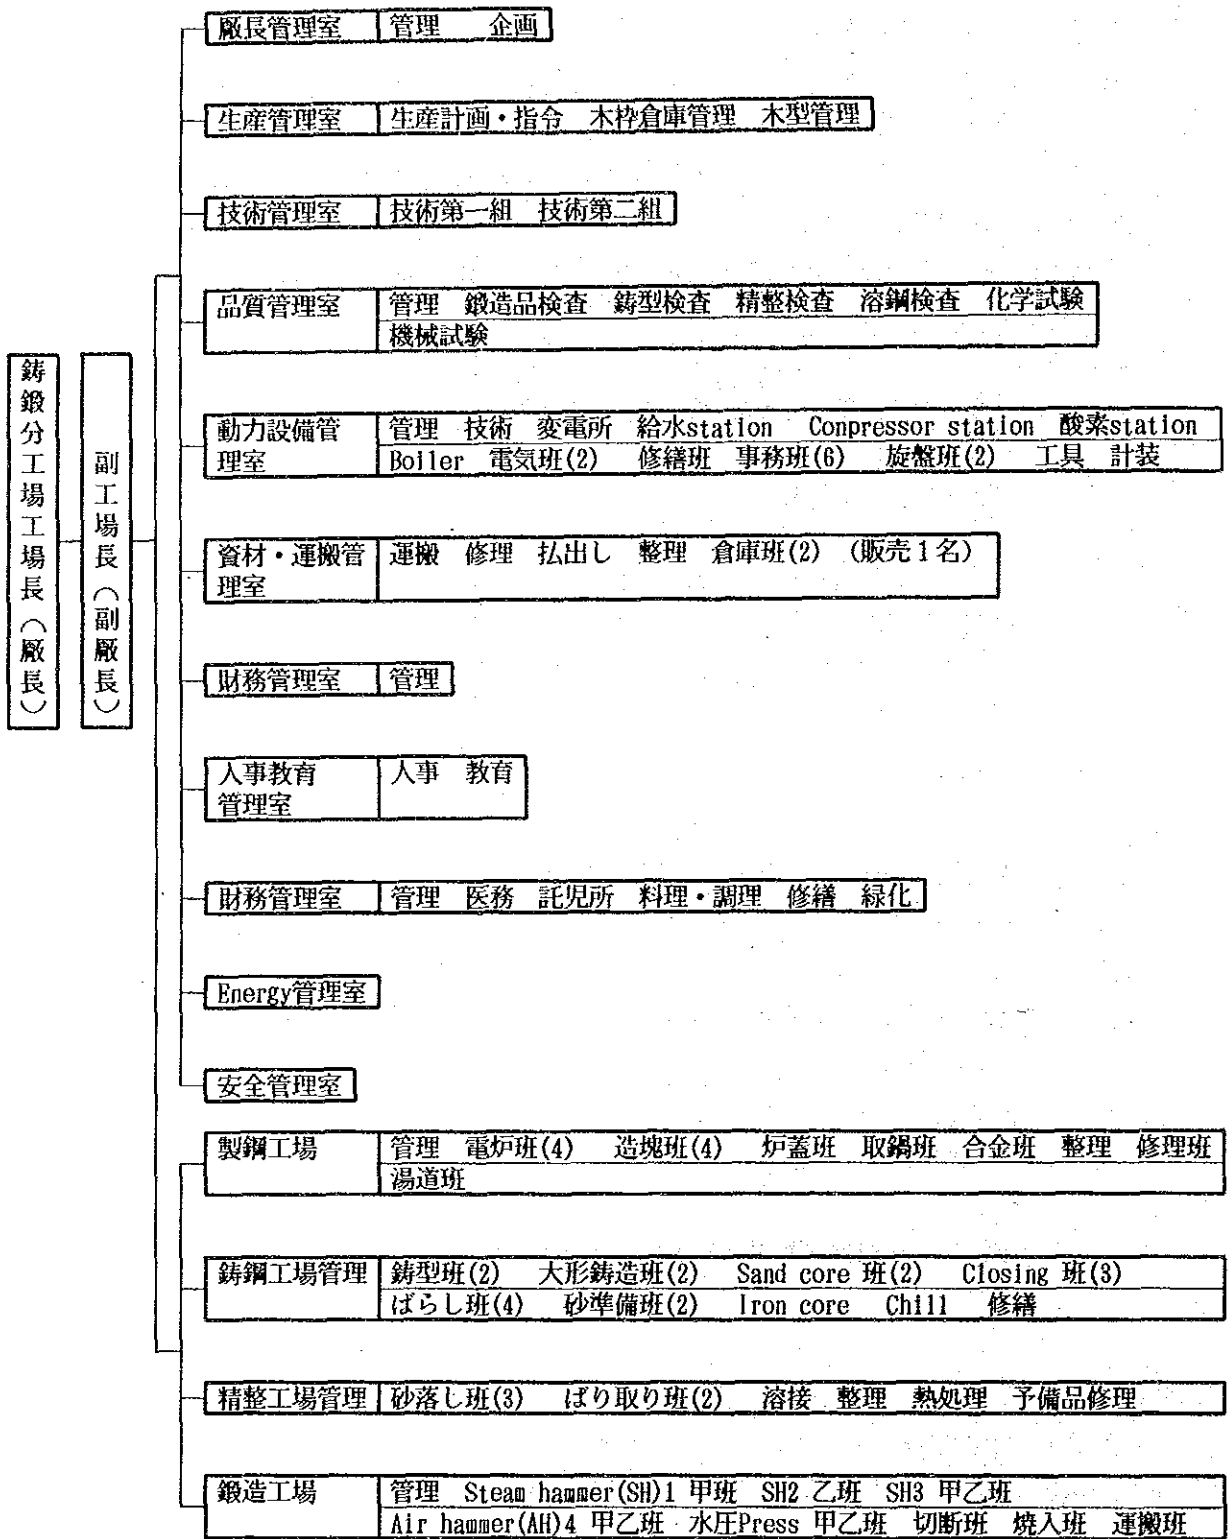 廠長管理室 管理 企画
生産管理室 生産計画・指令 木枠倉庫管理 木型管理
技術管理室 技術第一組 技術第二組
品質管理室 管理 鍛造品検査 鋳型検査 精整検査 溶鋼検査 化学試験
機械試験
鋳鍛分工場工場長(廠長)
副工場長(副廠長)
動力設備管 管理 技術 変電所 給水station Conpressor station 酸素station
理室 Boiler 電気班(2) 修繕班 事務班(6) 旋盤班(2) 工具 計装
資材・運搬管 運搬 修理 払出し 整理 倉庫班(2) (販売1名)
理室
財務管理室 管理
人事教育 人事 教育
管理室
財務管理室 管理 医務 託児所 料理・調理 修繕 緑化
Energy管理室
安全管理室
製鋼工場 管理 電炉班(4) 造塊班(4) 炉蓋班 取鍋班 合金班 整理 修理班
湯道班
鋳鋼工場管理 鋳型班(2) 大形鋳造班(2) Sand core 班(2) Closing 班(3)
ばらし班(4) 砂準備班(2) Iron core Chill 修繕
精整工場管理 砂落し班(3) ばり取り班(2) 溶接 整理 熱処理 予備品修理
鍛造工場 管理 Steam hammer(SH)1 甲班 SH2 乙班 SH3 甲乙班
Air hammer(AH)4 甲乙班 水圧Press 甲乙班 切断班 焼入班 運搬班